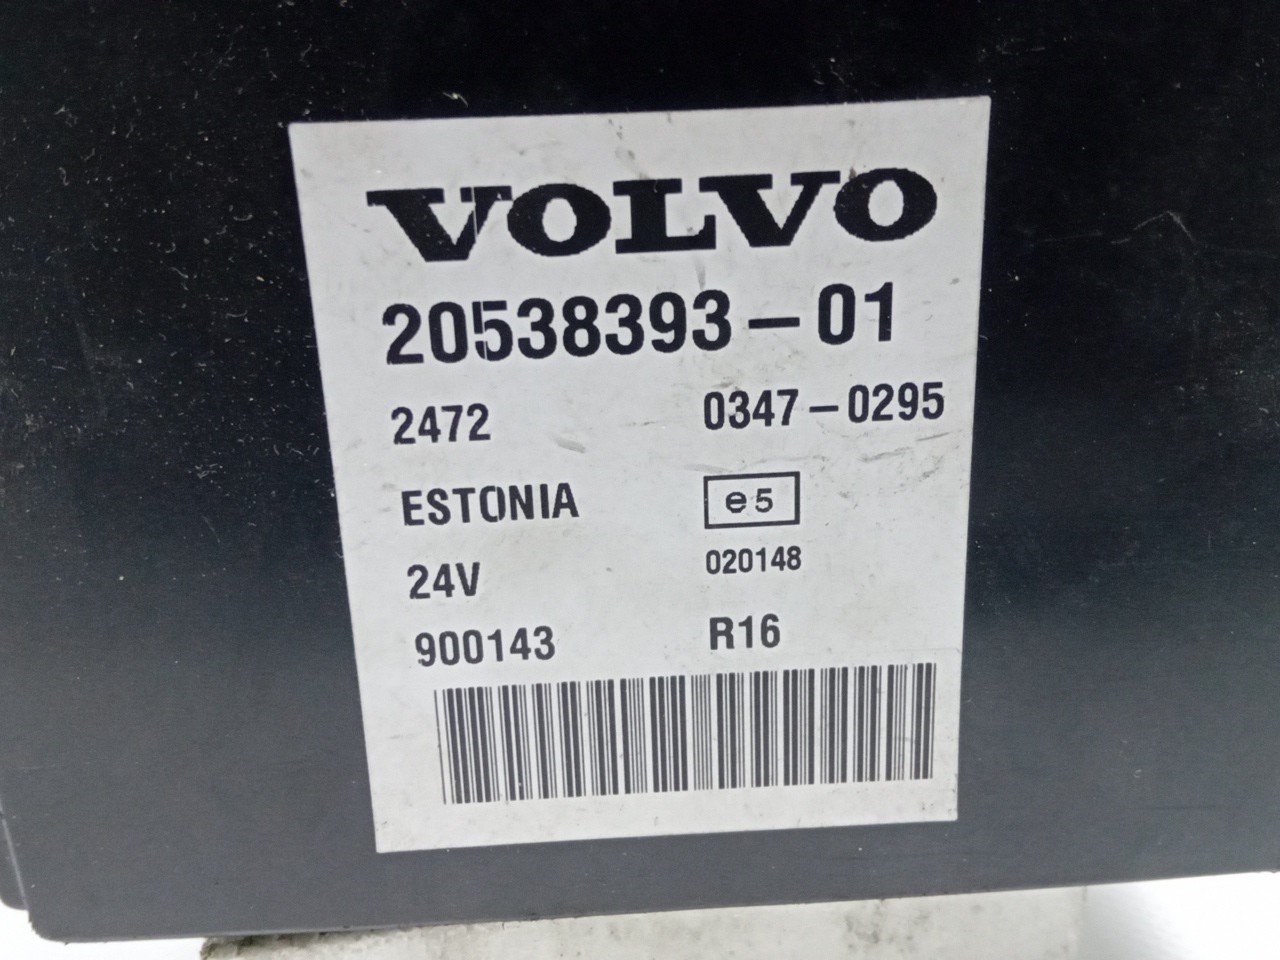 VOLVO
20538393-01
2472 0347-0295
ESTONIA e5
24V 020148
900143 R16